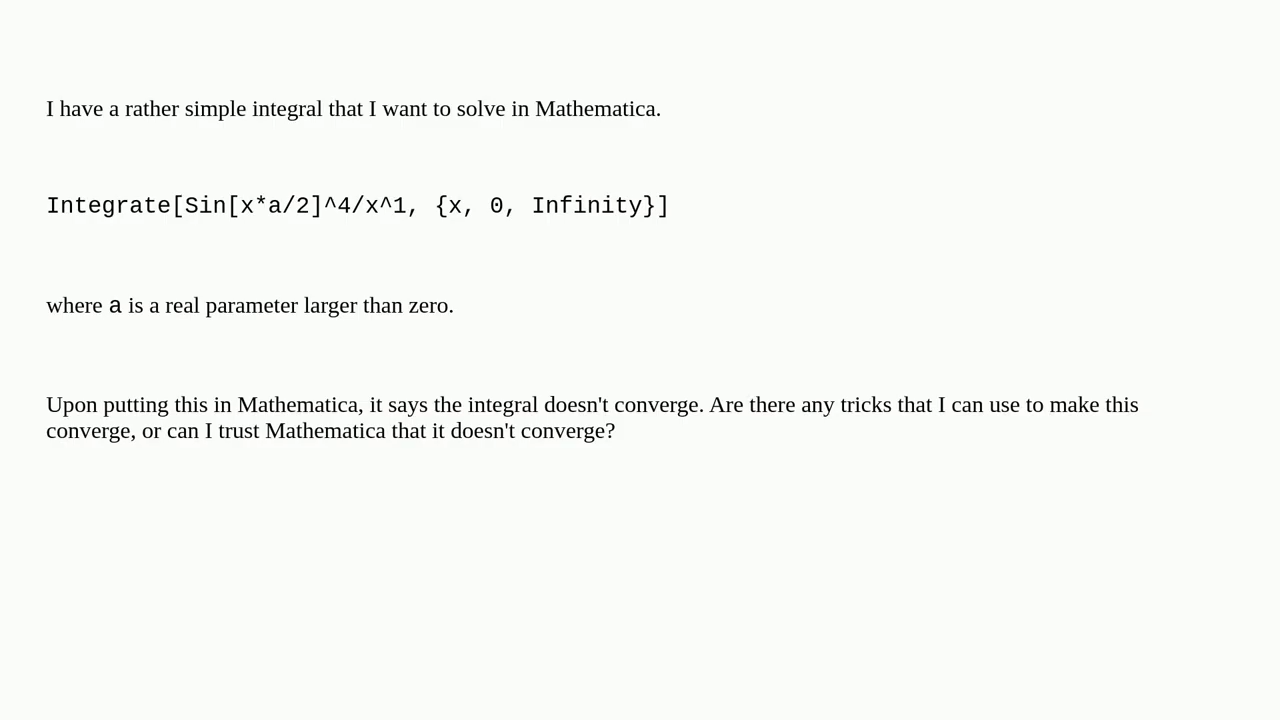 I have a rather simple integral that I want to solve in Mathematica.
Integrate[Sin[x*a/2]^4/x^1, {x, 0, Infinity}]
where a is a real parameter larger than zero.
Upon putting this in Mathematica, it says the integral doesn't converge. Are there any tricks that I can use to make this
converge, or can I trust Mathematica that it doesn't converge?